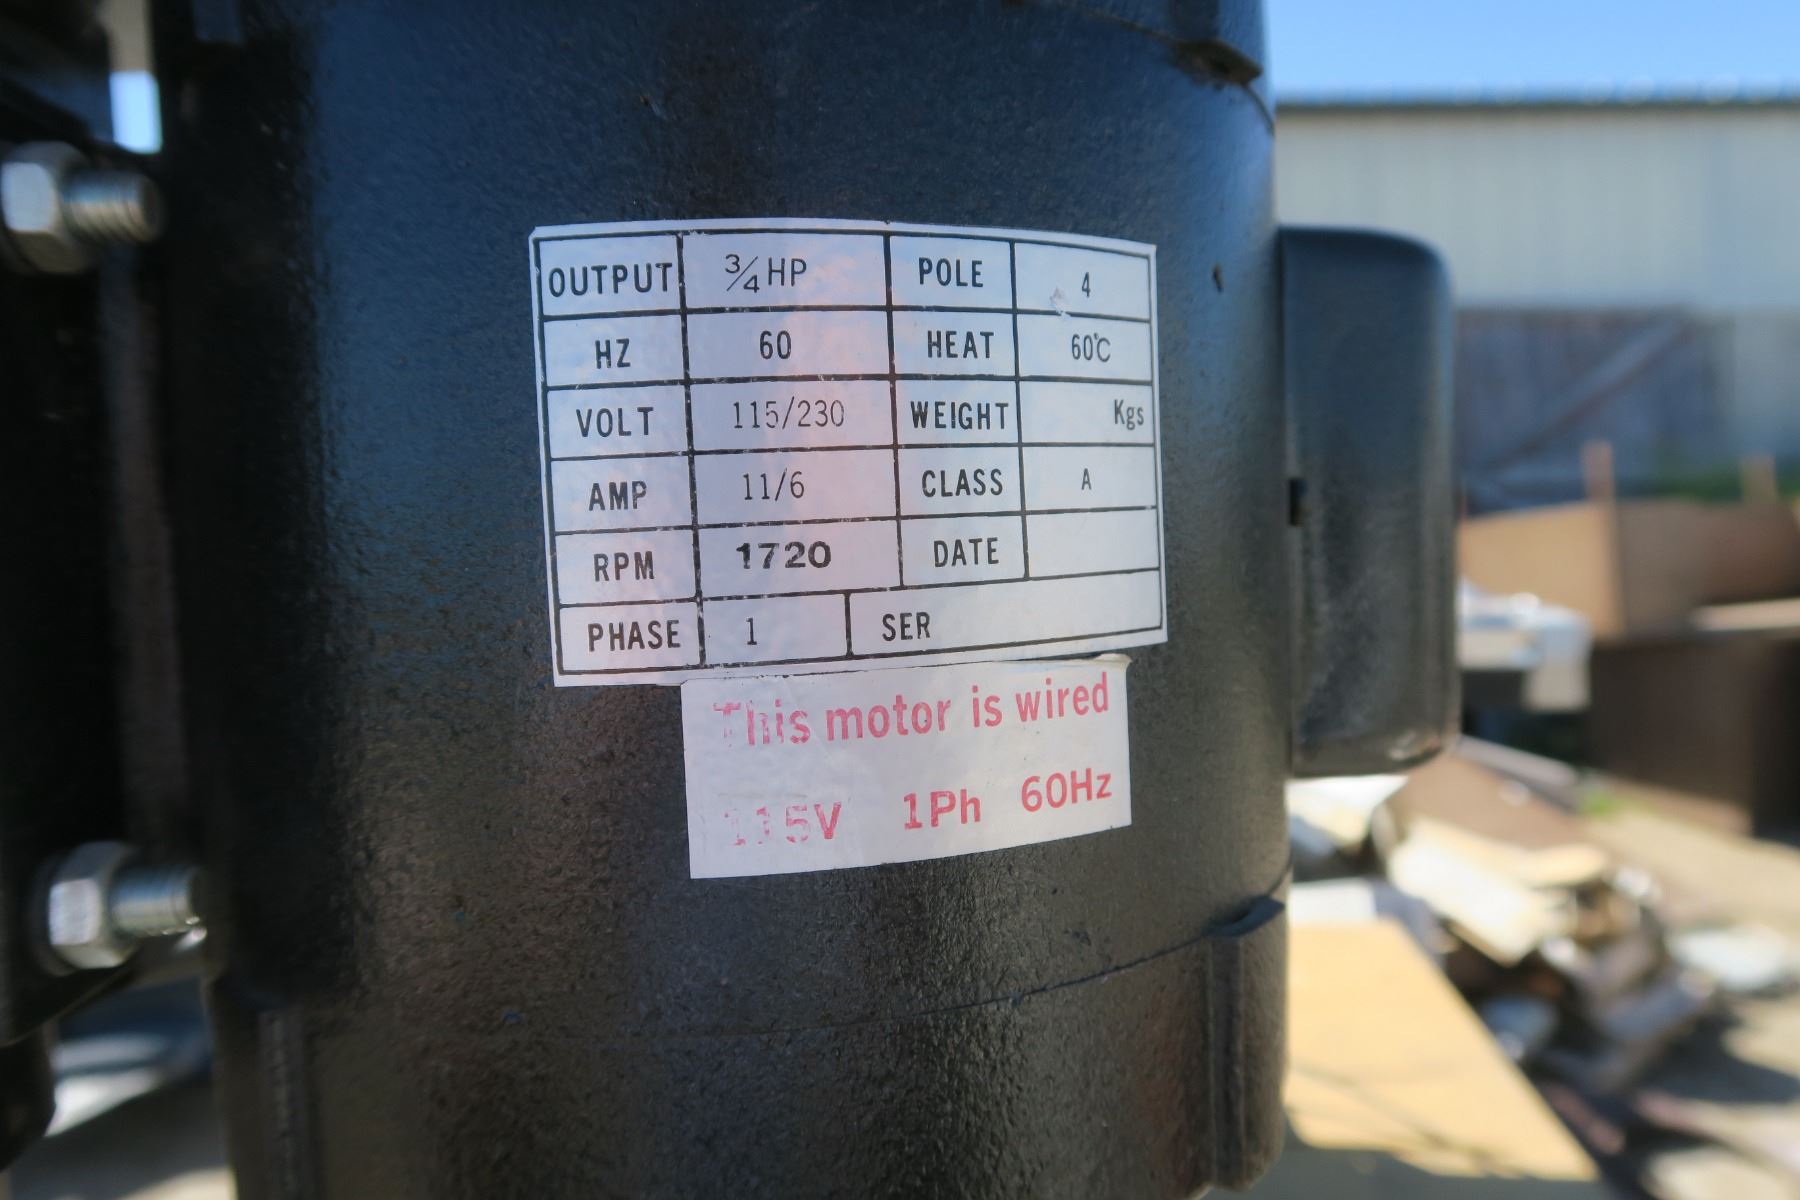 OUTPUT 3/4 HP POLE 4
HZ 60 HEAT 60℃
VOLT 115/230 WEIGHT Kgs
AMP 11/6 CLASS A
RPM 1720 DATE
PHASE 1 SER
This motor is wired
115V 1Ph 60Hz